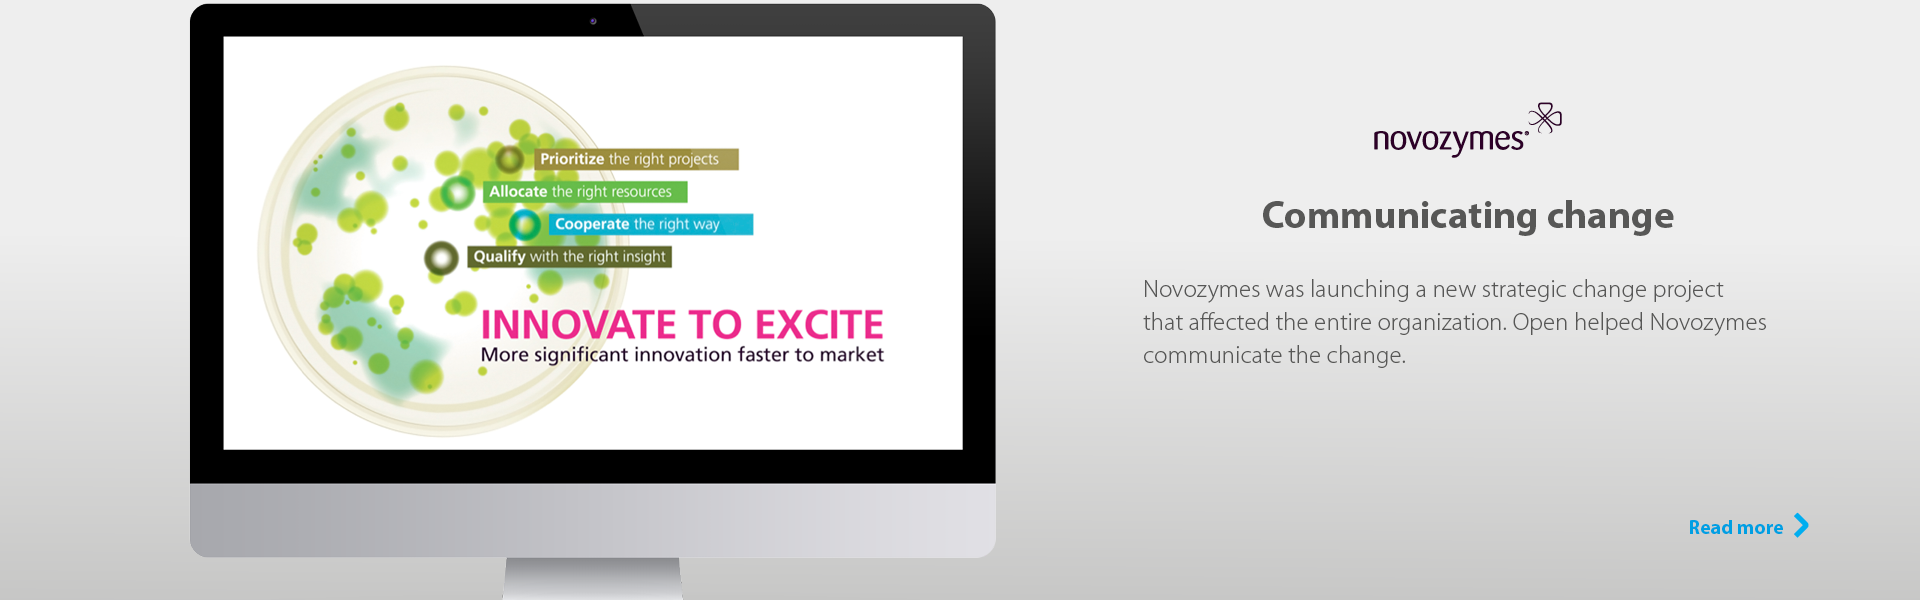 Prioritize the right projects
Allocate the right resources
Cooperate the right way
Qualify with the right insight
INNOVATE TO EXCITE
More significant innovation faster to market
novozymes
Communicating change
Novozymes was launching a new strategic change project
that affected the entire organization. Open helped Novozymes
communicate the change.
Read more